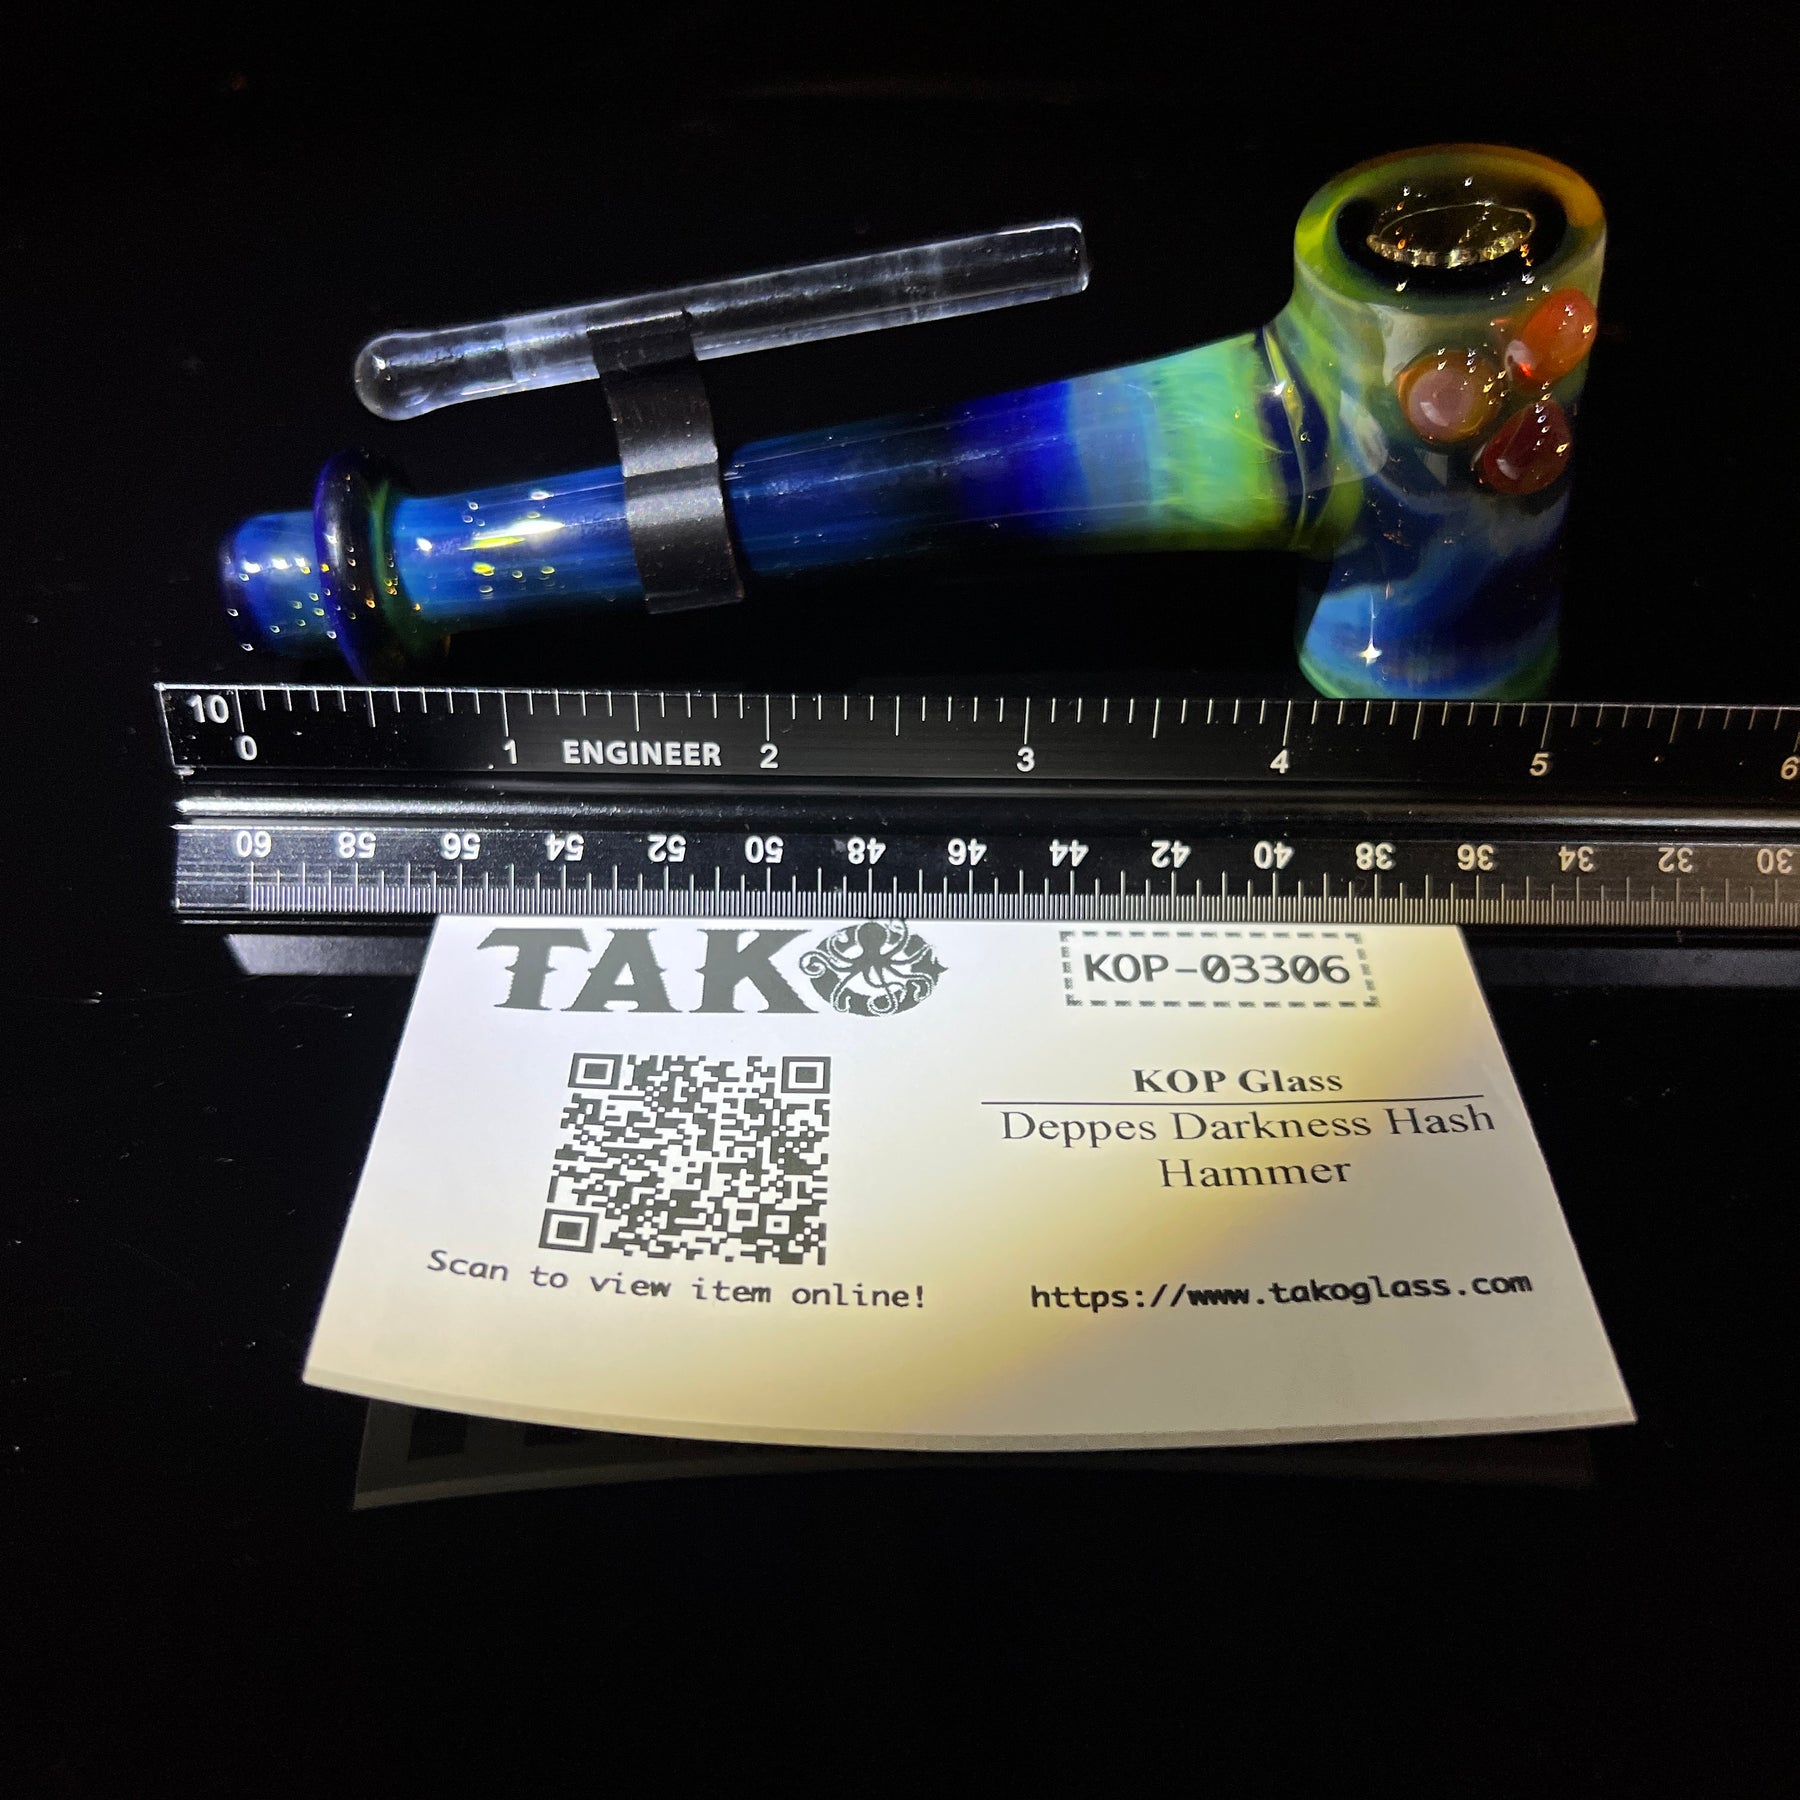 10
0 1 ENGINEER 2 3 4 5 6
60 58 56 54 52 50 48 46 44 42 40 38 36 34 32 30
TAKO
KOP-03306
KOP Glass
Deppes Darkness Hash
Hammer
Scan to view item online!
https://www.takoglass.com